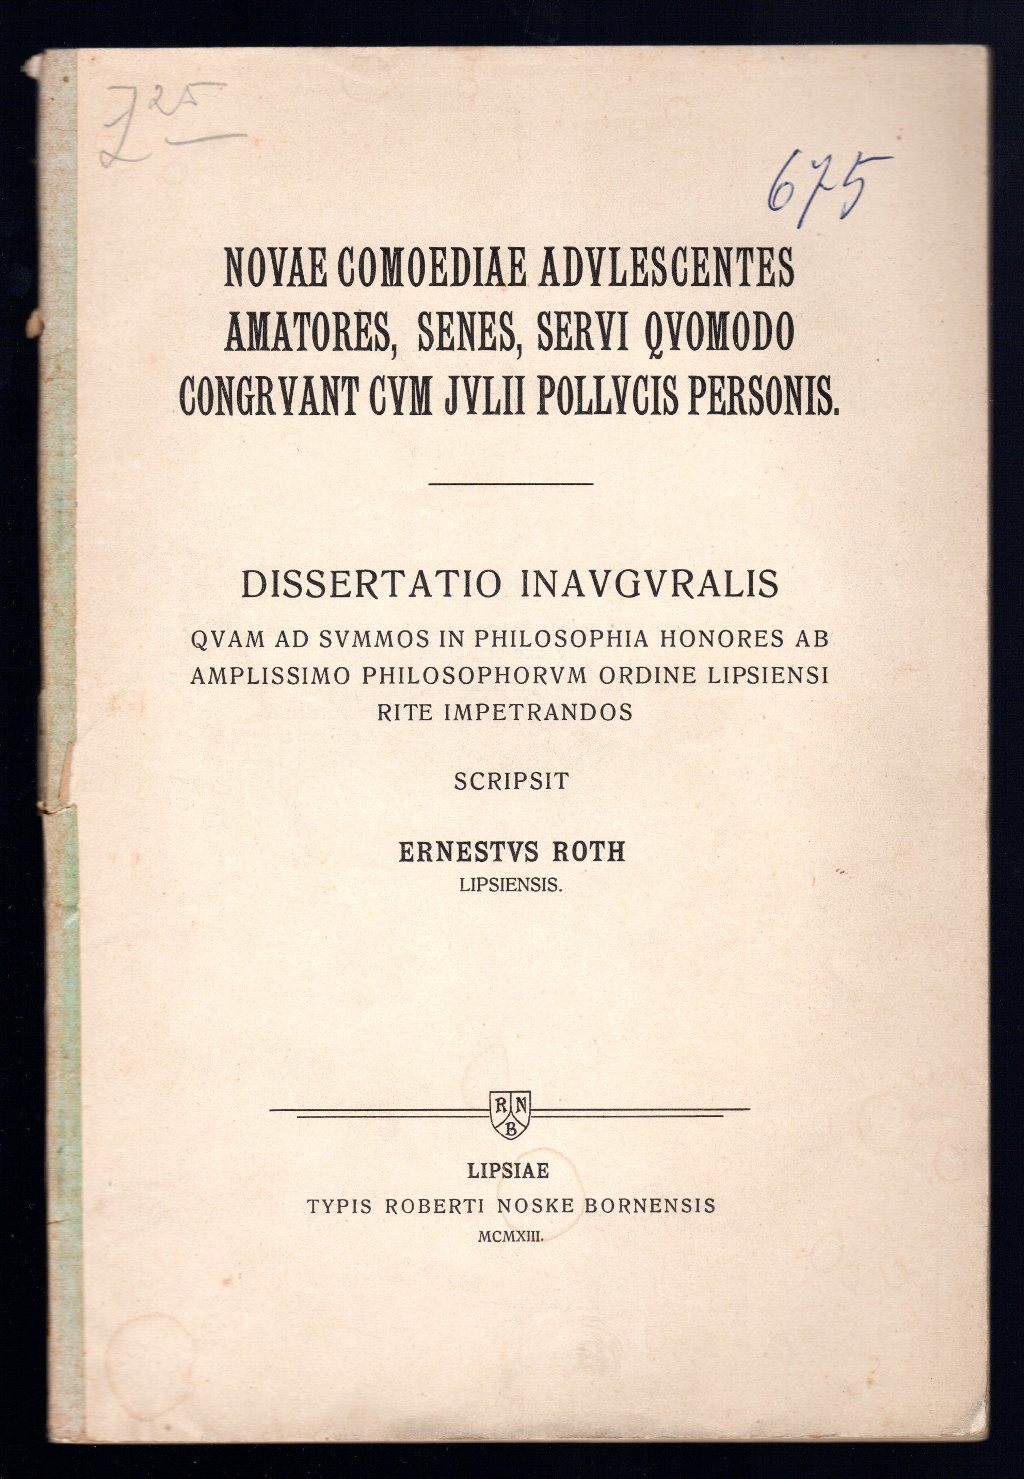 675
NOVAE COMOEDIAE ADVLESCENTES
AMATORES, SENES, SERVI QVOMODO
CONGRVANT CVM JVLII POLLVCIS PERSONIS.
DISSERTATIO INAVGVRALIS
QVAM AD SVMMOS IN PHILOSOPHIA HONORES AB
AMPLISSIMO PHILOSOPHORVM ORDINE LIPSIENSI
RITE IMPETRANDOS
SCRIPSIT
ERNESTVS ROTH
LIPSIENSIS.
R N
B
LIPSIAE
TYPIS ROBERTI NOSKE BORNENSIS
MCMXIII.